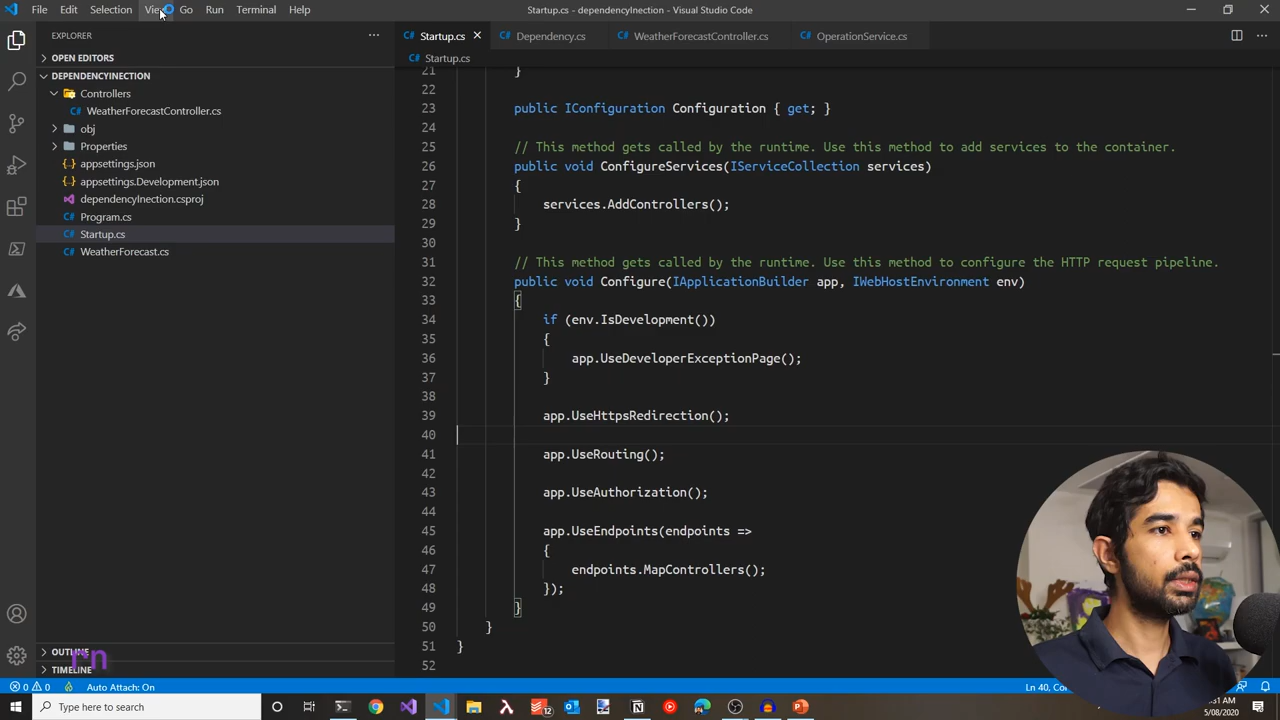 File Edit Selection View Go Run Terminal Help
Startup.cs - dependencyInection - Visual Studio Code
EXPLORER
OPEN EDITORS
DEPENDENCYINECTION
Controllers
WeatherForecastController.cs
obj
Properties
appsettings.json
appsettings.Development.json
dependencyInection.csproj
Program.cs
Startup.cs
WeatherForecast.cs
OUTLINE
TIMELINE
rn
Startup.cs Dependency.cs WeatherForecastController.cs OperationService.cs
Startup.cs
21 }
22
23 public IConfiguration Configuration { get; }
24
25 // This method gets called by the runtime. Use this method to add services to the container.
26 public void ConfigureServices(IServiceCollection services)
27 {
28 services.AddControllers();
29 }
30
31 // This method gets called by the runtime. Use this method to configure the HTTP request pipeline.
32 public void Configure(IApplicationBuilder app, IWebHostEnvironment env)
33 {
34 if (env.IsDevelopment())
35 {
36 app.UseDeveloperExceptionPage();
37 }
38
39 app.UseHttpsRedirection();
40
41 app.UseRouting();
42
43 app.UseAuthorization();
44
45 app.UseEndpoints(endpoints =>
46 {
47 endpoints.MapControllers();
48 });
49 }
50 }
51 }
52
0 0 Auto Attach: On Ln 40,
Type here to search
12
5/08/2020